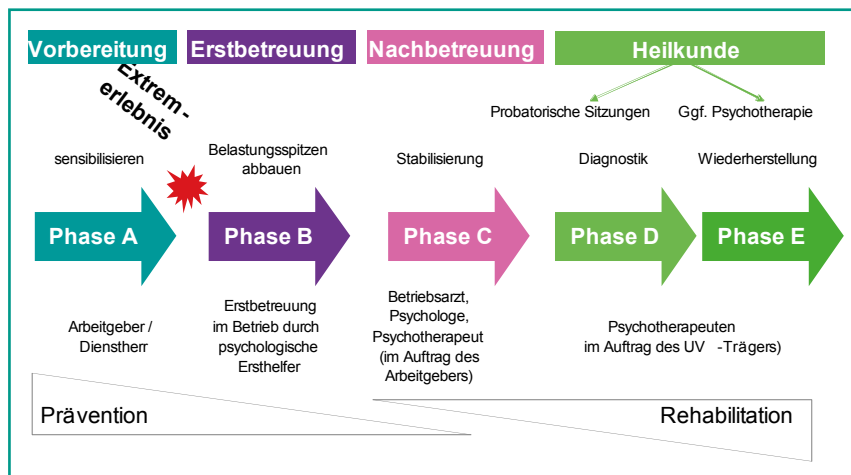 Vorbereitung
Erstbetreuung
Nachbetreuung
Heilkunde
Extrem-
erlebnis
Probatorische Sitzungen
Ggf. Psychotherapie
sensibilisieren
Belastungsspitzen
abbauen
Stabilisierung
Diagnostik
Wiederherstellung
Phase A
Phase B
Phase C
Phase D
Phase E
Arbeitgeber /
Dienstherr
Erstbetreuung
im Betrieb durch
psychologische
Ersthelfer
Betriebsarzt,
Psychologe,
Psychotherapeut
(im Auftrag des
Arbeitgebers)
Psychotherapeuten
im Auftrag des UV -Trägers)
Prävention
Rehabilitation